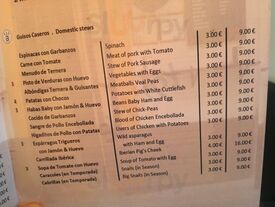 Guisos Caseros . Domestic stews
Espinacas con Garbanzos Spinach 3.00 € 9.00 €
Carne con Tomate Meat of pork with Tomato 3.00 € 9.00 €
Menudo de Ternera Stew of Pork Sausage 3.00 € 9.00 €
Pisto de Verduras con Huevo Vegetables with Eggs 3.00 € 9.00 €
Albóndigas Ternera & Guisantes Meatballs Veal Peas 3.00 € 9.00 €
Patatas con Chocos Potatoes with White Cuttlefish 3.00 € 9.00 €
Habas Baby con Jamón & Huevo Beans Baby Ham and Egg 3.00 € 9.00 €
Cocido de Garbanzos Stew of Chick-Peas 3.00 € 9.00 €
Sangre de Pollo Encebollada Blood of Chicken Encebollada 3.00 € 9.00 €
Higaditos de Pollo con Patatas Users of Chicken with Potatoes 3.00 € 9.00 €
Espárragos Trigueros Wild asparagus
con Jamón & Huevo with Ham and Egg 4.00 € 16.00 €
Carrillada Ibérica Iberian Pig's Cheek 4.00 €
Sopa de Tomate con Huevo Soup of Tomato with Egg 3.00 € 9.00 €
Caracoles (en Temporada) Snails (in Season) 3.00 € 9.00 €
Cabrillas (en Temporada) Snails (in Season) 3.00 € 9.00 €